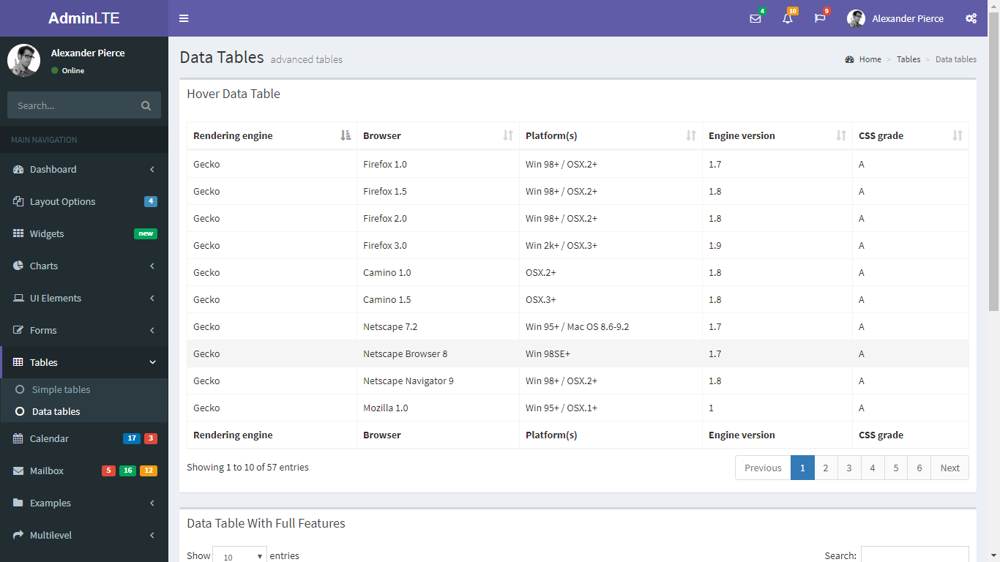 AdminLTE
4
10
9
Alexander Pierce
Alexander Pierce
Online
Search...
MAIN NAVIGATION
Dashboard
Layout Options 4
Widgets new
Charts
UI Elements
Forms
Tables
Simple tables
Data tables
Calendar 17 3
Mailbox 5 16 12
Examples
Multilevel
Data Tables advanced tables
Home > Tables > Data tables
Hover Data Table
Rendering engine Browser Platform(s) Engine version CSS grade
Gecko Firefox 1.0 Win 98+ / OSX.2+ 1.7 A
Gecko Firefox 1.5 Win 98+ / OSX.2+ 1.8 A
Gecko Firefox 2.0 Win 98+ / OSX.2+ 1.8 A
Gecko Firefox 3.0 Win 2k+ / OSX.3+ 1.9 A
Gecko Camino 1.0 OSX.2+ 1.8 A
Gecko Camino 1.5 OSX.3+ 1.8 A
Gecko Netscape 7.2 Win 95+ / Mac OS 8.6-9.2 1.7 A
Gecko Netscape Browser 8 Win 98SE+ 1.7 A
Gecko Netscape Navigator 9 Win 98+ / OSX.2+ 1.8 A
Gecko Mozilla 1.0 Win 95+ / OSX.1+ 1 A
Rendering engine Browser Platform(s) Engine version CSS grade
Showing 1 to 10 of 57 entries
Previous 1 2 3 4 5 6 Next
Data Table With Full Features
Show 10 entries
Search: